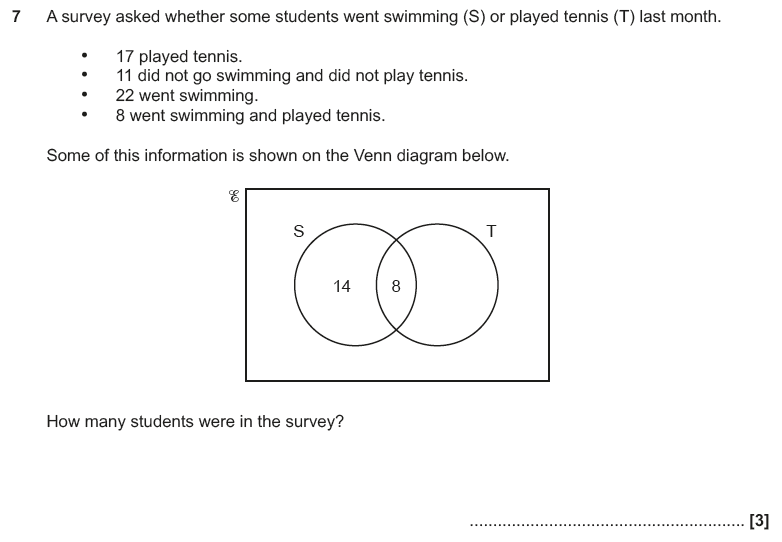 7 A survey asked whether some students went swimming (S) or played tennis (T) last month.
• 17 played tennis.
• 11 did not go swimming and did not play tennis.
• 22 went swimming.
• 8 went swimming and played tennis.
Some of this information is shown on the Venn diagram below.
ℰ
S T
14 8
How many students were in the survey?
............................................................ [3]